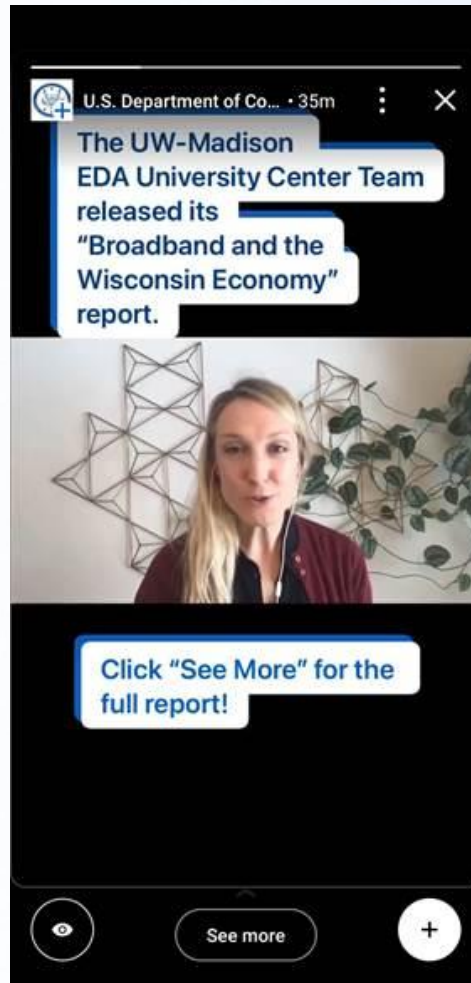 U.S. Department of Co... • 35m
The UW-Madison
EDA University Center Team
released its
“Broadband and the
Wisconsin Economy”
report.
Click “See More” for the
full report!
See more